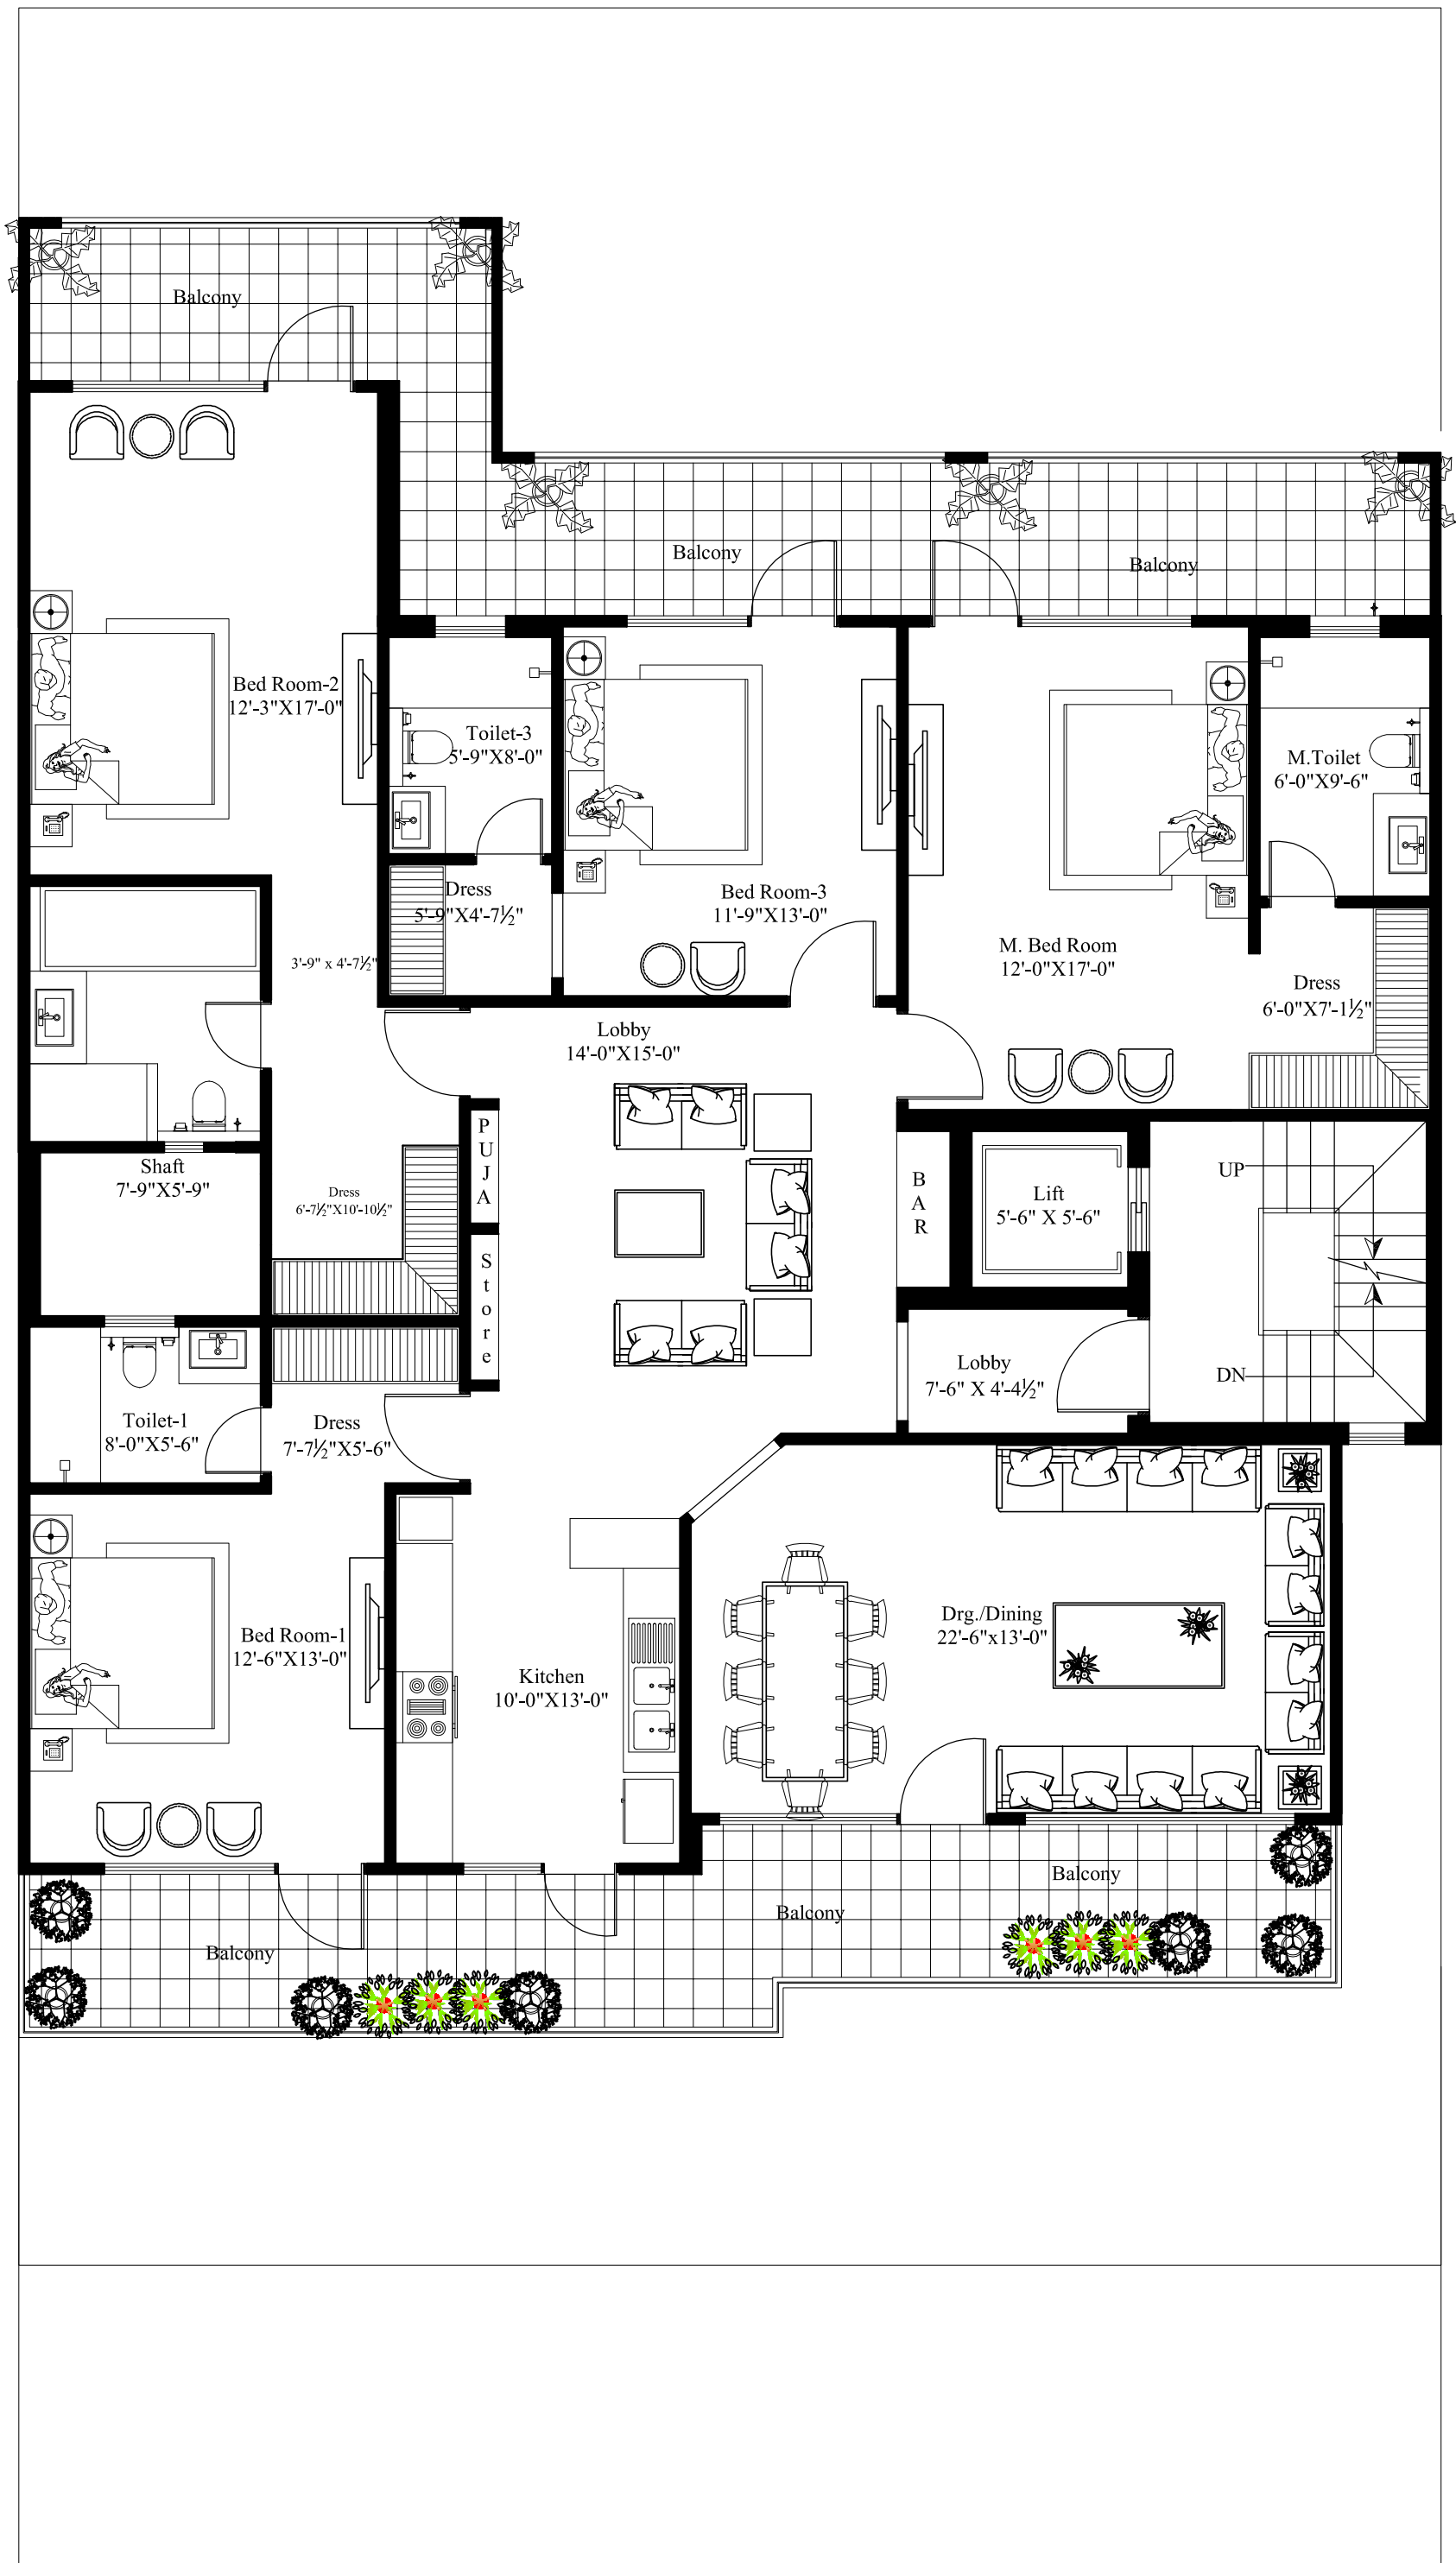 Balcony
Balcony
Balcony
Bed Room-2
12'-3"X17'-0"
Toilet-3
5'-9"X8'-0"
M.Toilet
6'-0"X9'-6"
Dress
5'-9"X4'-7½"
Bed Room-3
11'-9"X13'-0"
M. Bed Room
12'-0"X17'-0"
3'-9" x 4'-7½"
Dress
6'-0"X7'-1½"
Lobby
14'-0"X15'-0"
PUJA
Shaft
7'-9"X5'-9"
Dress
6'-7½"X10'-10½"
BAR
Lift
5'-6" X 5'-6"
UP
Store
Lobby
7'-6" X 4'-4½"
DN
Toilet-1
8'-0"X5'-6"
Dress
7'-7½"X5'-6"
Bed Room-1
12'-6"X13'-0"
Kitchen
10'-0"X13'-0"
Drg./Dining
22'-6"x13'-0"
Balcony
Balcony
Balcony